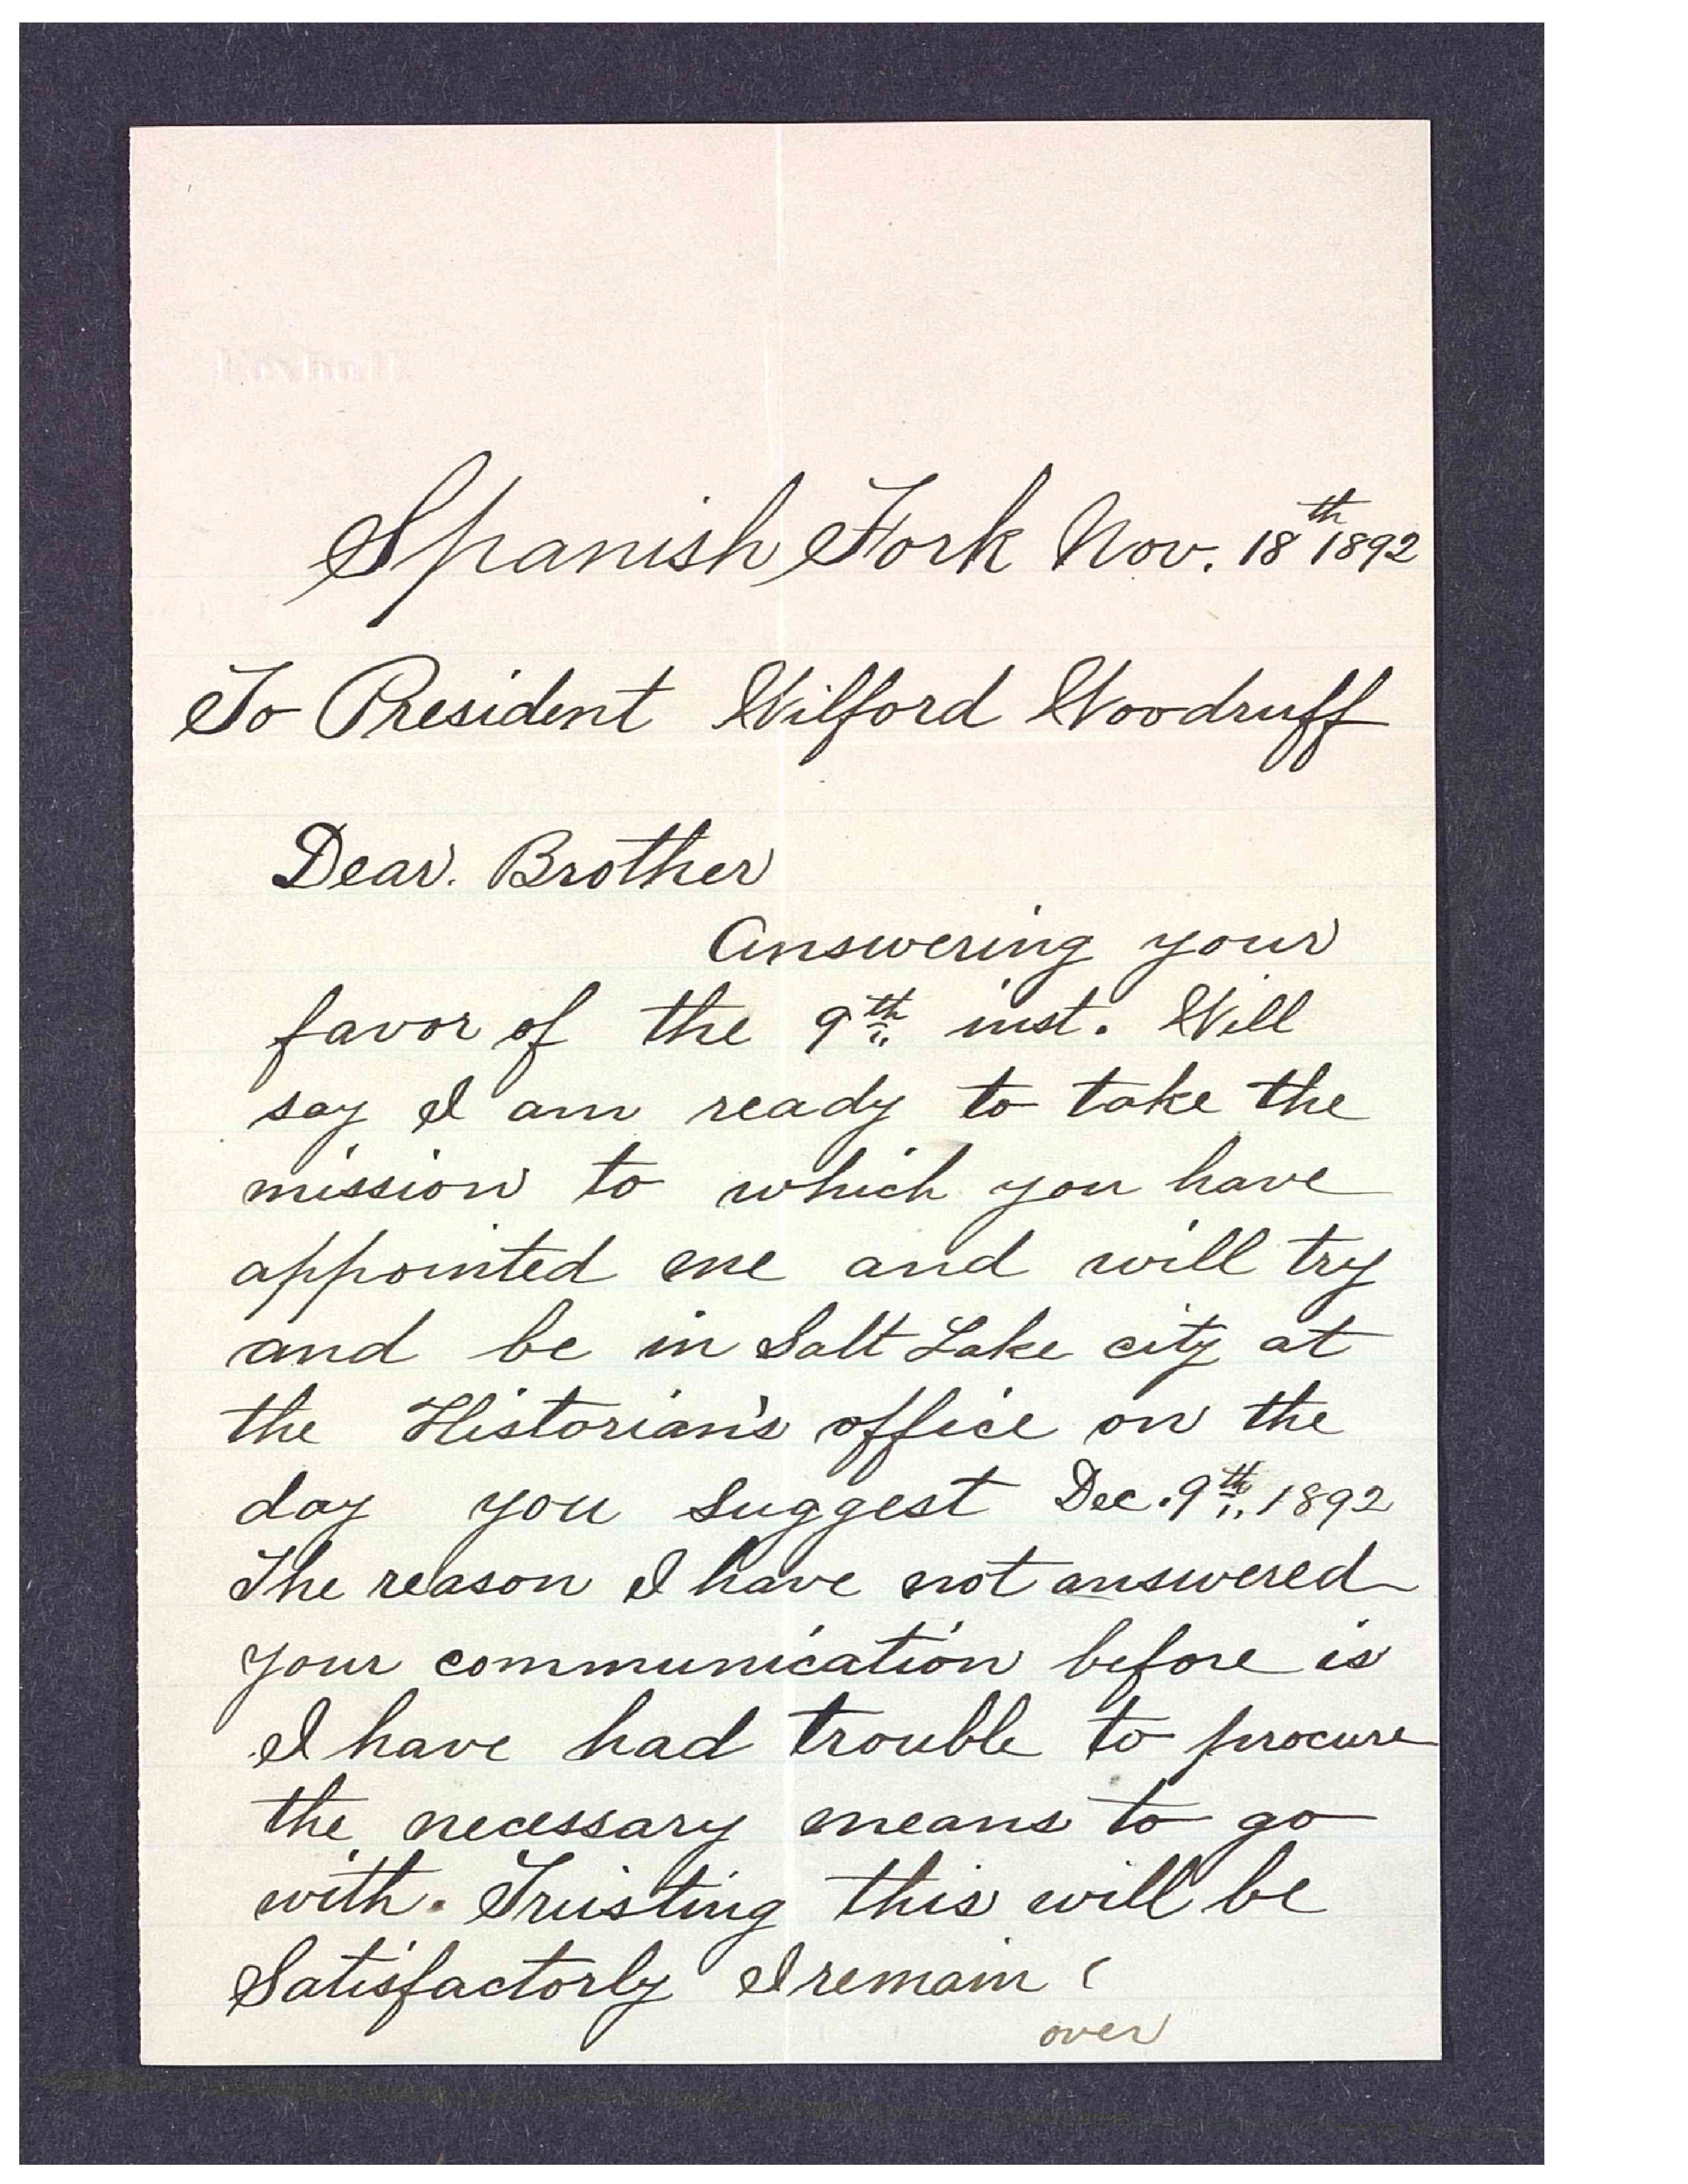 Spanish Fork Nov. 18th 1892
To President Wilford Woodruff
Dear. Brother
Answering your
favor of the 9th inst. Will
say I am ready to take the
mission to which you have
appointed me and will try
and be in Salt Lake city at
the Historian's office on the
day you suggest Dec. 9th, 1892
The reason I have not answered
your communication before is
I have had trouble to procure
the necessary means to go
with. Trusting this will be
Satisfactorly I remain
over